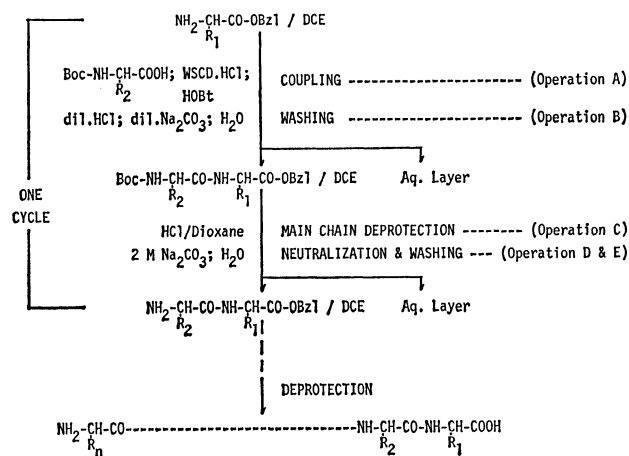 NH2-CH-CO-OBzl / DCE
R1
Boc-NH-CH-COOH; WSCD.HCl;
R2
HOBt
COUPLING ------------------- (Operation A)
dil.HCl; dil.Na2CO3; H2O
WASHING ------------------- (Operation B)
Boc-NH-CH-CO-NH-CH-CO-OBzl / DCE Aq. Layer
R2 R1
ONE
CYCLE
HCl/Dioxane MAIN CHAIN DEPROTECTION -------- (Operation C)
2 M Na2CO3; H2O NEUTRALIZATION & WASHING --- (Operation D & E)
NH2-CH-CO-NH-CH-CO-OBzl / DCE Aq. Layer
R2 R1
DEPROTECTION
NH2-CH-CO----------------------------NH-CH-CO-NH-CH-COOH
Rn R2 R1